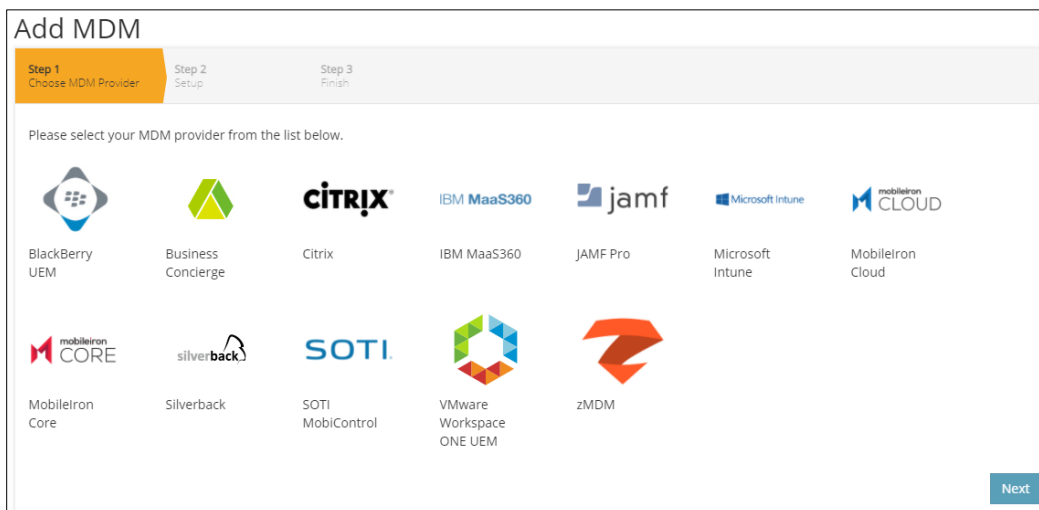 Add MDM
Step 1
Choose MDM Provider
Step 2
Setup
Step 3
Finish
Please select your MDM provider from the list below.
CİTRIX
IBM MaaS360
jamf
Microsoft Intune
mobileiron
CLOUD
BlackBerry
UEM
Business
Concierge
Citrix
IBM MaaS360
JAMF Pro
Microsoft
Intune
MobileIron
Cloud
mobileiron
CORE
silverback
SOTI
MobileIron
Core
Silverback
SOTI
MobiControl
VMware
Workspace
ONE UEM
zMDM
Next